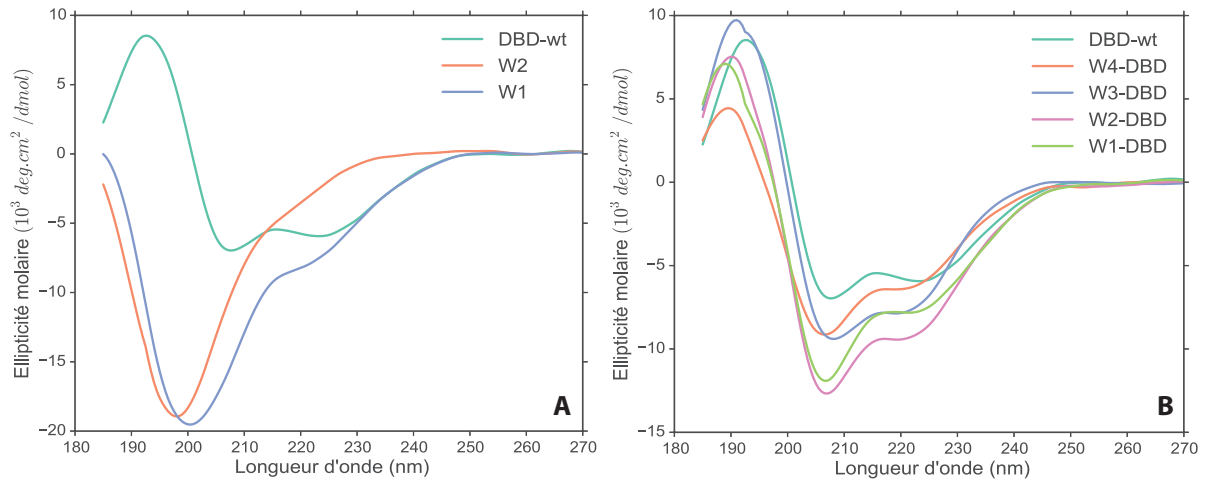 10
5
0
−5
−10
−15
−20
180 190 200 210 220 230 240 250 260 270
Longueur d'onde (nm)
Ellipticité molaire (10³ deg.cm² /dmol)
DBD-wt
W2
W1
A
10
5
0
−5
−10
−15
180 190 200 210 220 230 240 250 260 270
Longueur d'onde (nm)
Ellipticité molaire (10³ deg.cm² /dmol)
DBD-wt
W4-DBD
W3-DBD
W2-DBD
W1-DBD
B